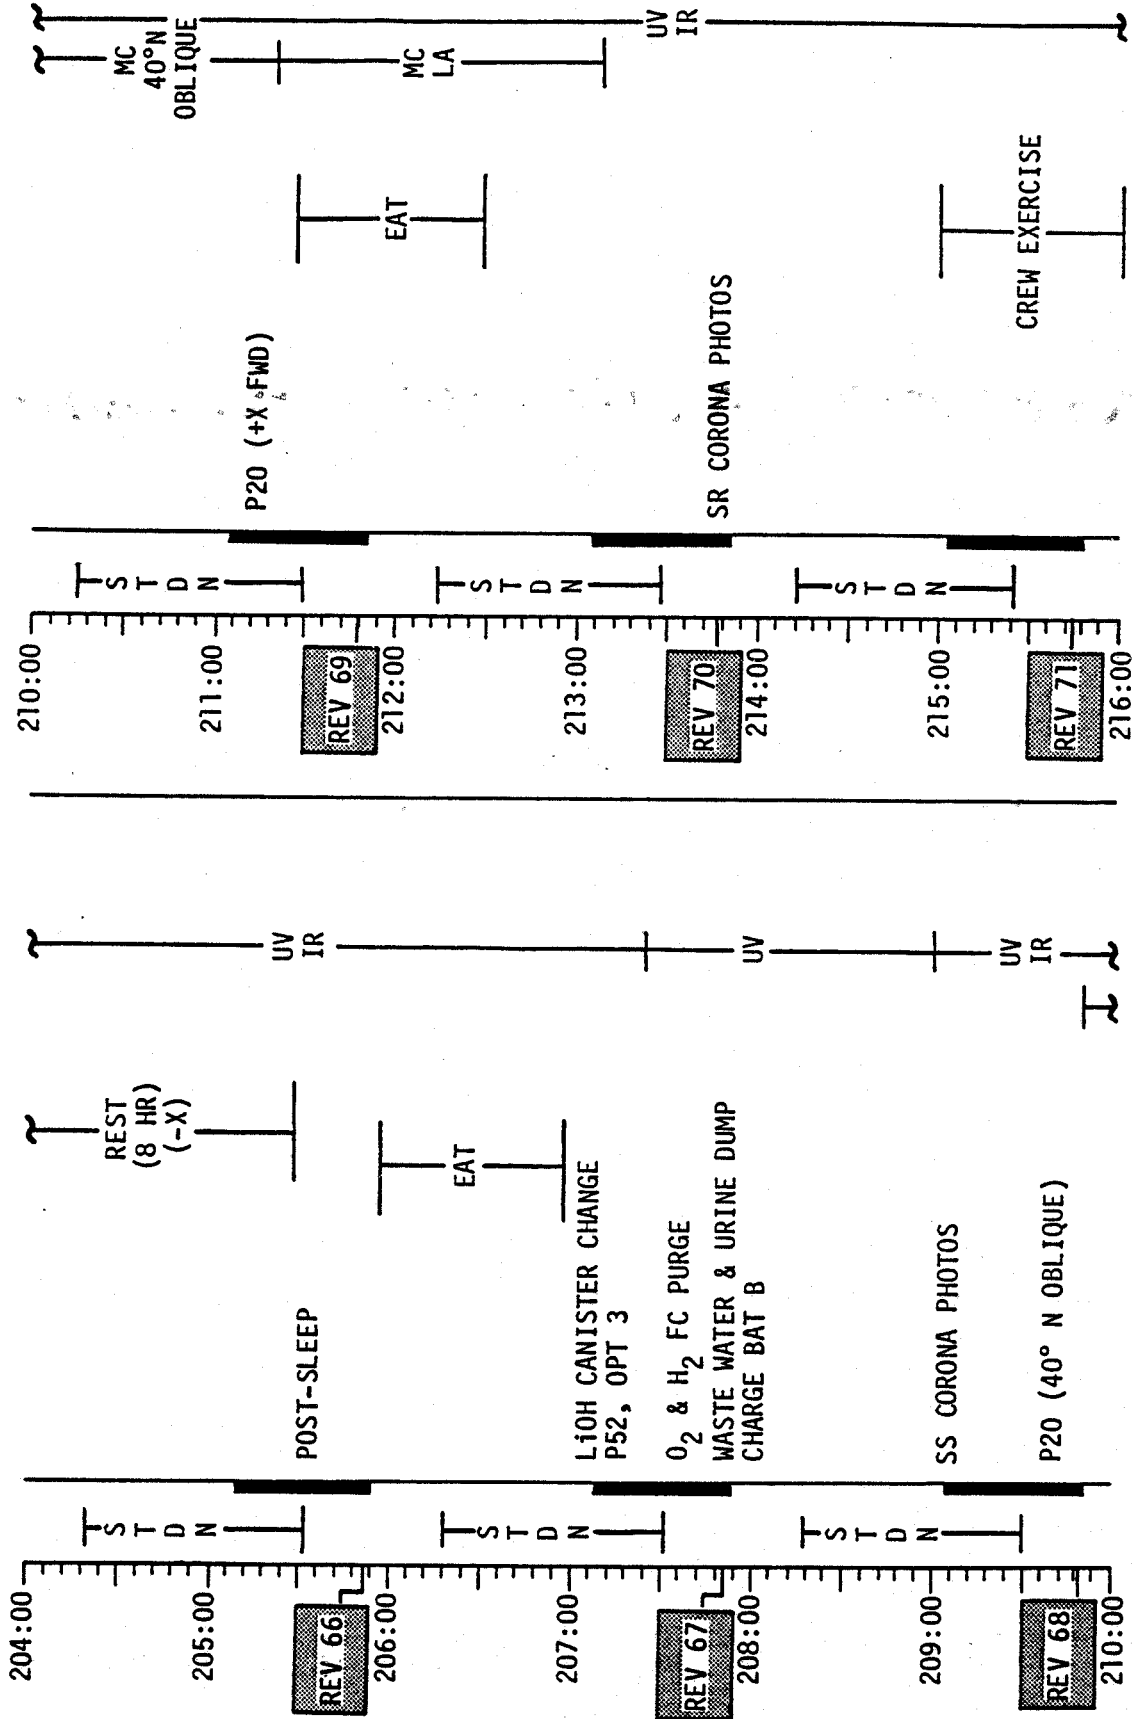 204:00
205:00
REV 66
206:00
207:00
REV 67
208:00
209:00
REV 68
210:00
STDN
STDN
STDN
POST-SLEEP
LiOH CANISTER CHANGE
P52, OPT 3
O₂ & H₂ FC PURGE
WASTE WATER & URINE DUMP
CHARGE BAT B
SS CORONA PHOTOS
P20 (40° N OBLIQUE)
REST
(8 HR)
(-X)
EAT
UV
IR
UV
UV
IR
210:00
211:00
REV 69
212:00
213:00
REV 70
214:00
215:00
REV 71
216:00
STDN
STDN
STDN
P20 (+X FWD)
SR CORONA PHOTOS
EAT
CREW EXERCISE
MC
40°N
OBLIQUE
MC
LA
UV
IR